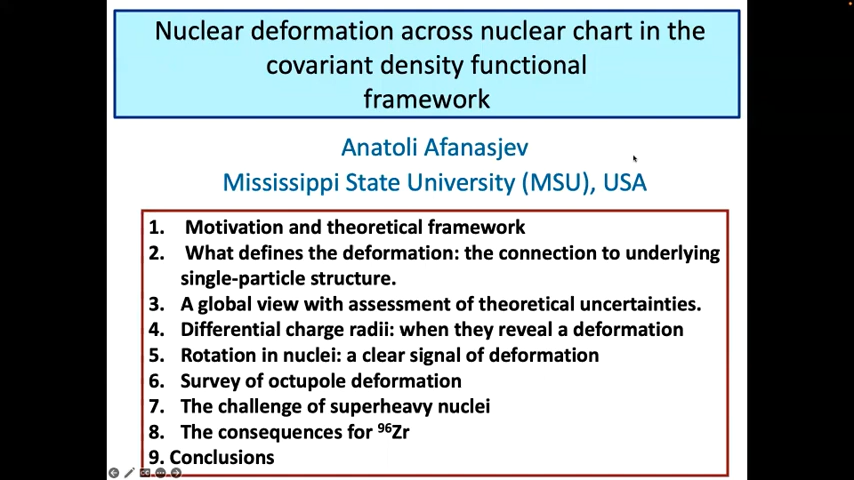 Nuclear deformation across nuclear chart in the
covariant density functional
framework
Anatoli Afanasjev
Mississippi State University (MSU), USA
1. Motivation and theoretical framework
2. What defines the deformation: the connection to underlying
single-particle structure.
3. A global view with assessment of theoretical uncertainties.
4. Differential charge radii: when they reveal a deformation
5. Rotation in nuclei: a clear signal of deformation
6. Survey of octupole deformation
7. The challenge of superheavy nuclei
8. The consequences for ⁹⁶Zr
9. Conclusions